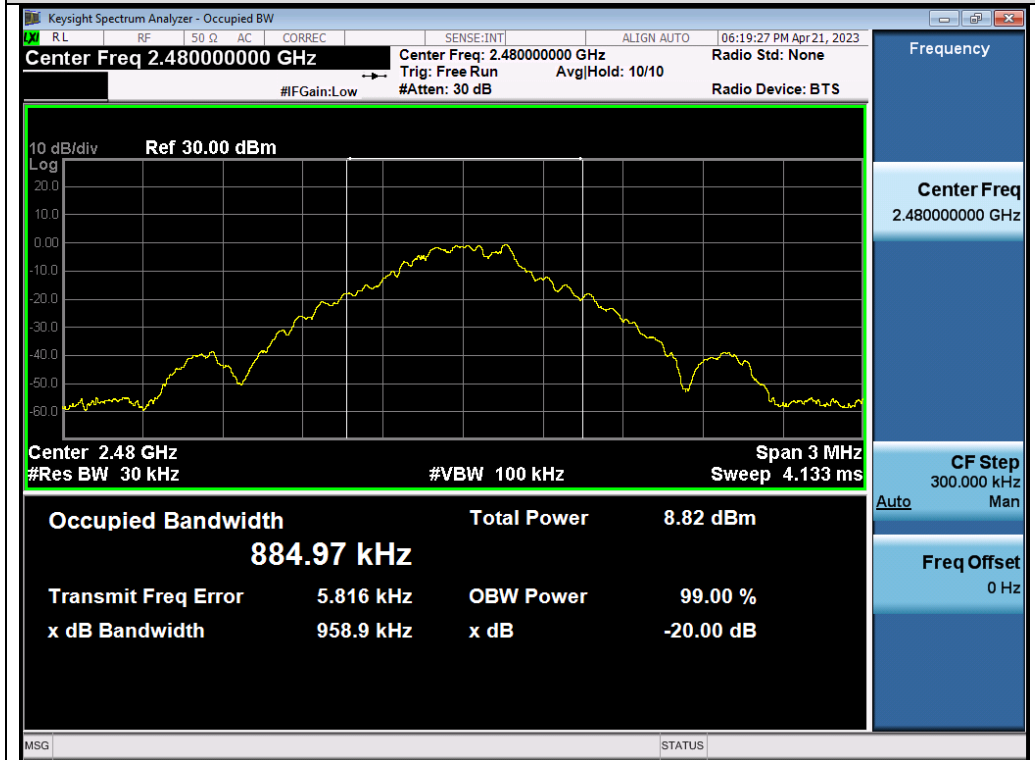 Keysight Spectrum Analyzer - Occupied BW
LXI RL RF 50 Ω AC CORREC SENSE:INT ALIGN AUTO 06:19:27 PM Apr 21, 2023
Center Freq 2.480000000 GHz
Center Freq: 2.480000000 GHz
Radio Std: None
Trig: Free Run Avg|Hold: 10/10
#IFGain:Low
#Atten: 30 dB
Radio Device: BTS
10 dB/div Ref 30.00 dBm
Log
20.0
10.0
0.00
-10.0
-20.0
-30.0
-40.0
-50.0
-60.0
Center 2.48 GHz Span 3 MHz
#Res BW 30 kHz #VBW 100 kHz Sweep 4.133 ms
Occupied Bandwidth Total Power 8.82 dBm
884.97 kHz
Transmit Freq Error 5.816 kHz OBW Power 99.00 %
x dB Bandwidth 958.9 kHz x dB -20.00 dB
MSG STATUS
Frequency
Center Freq
2.480000000 GHz
CF Step
300.000 kHz
Auto Man
Freq Offset
0 Hz